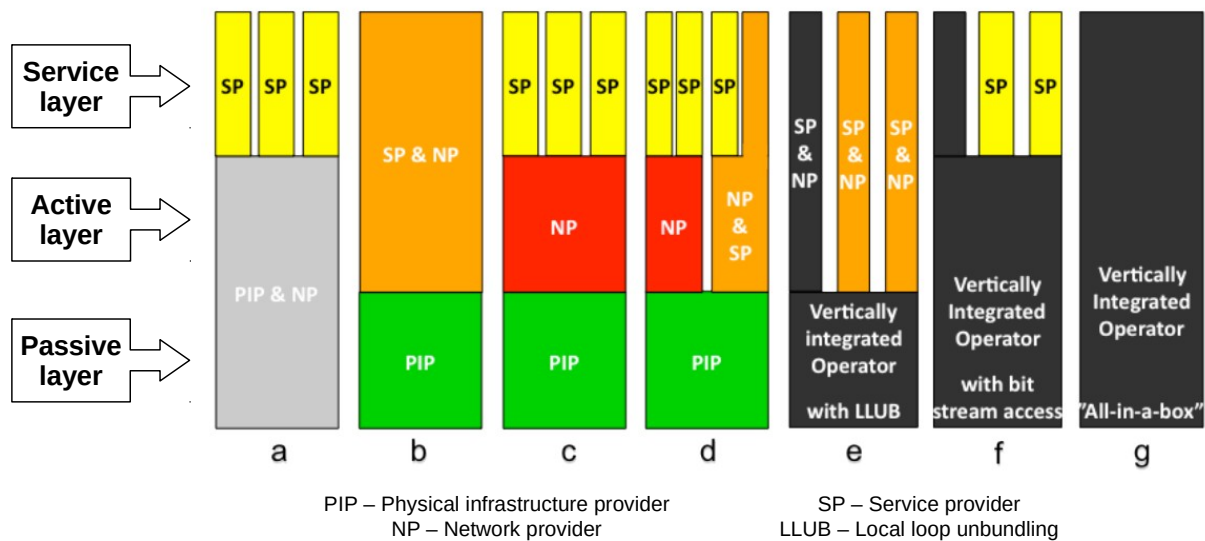 Service
layer
Active
layer
Passive
layer
SP SP SP
PIP & NP
a
SP & NP
PIP
b
SP SP SP
NP
PIP
c
SP SP SP
NP
NP
&
SP
PIP
d
SP
&
NP
SP
&
NP
SP
&
NP
Vertically
integrated
Operator
with LLUB
e
SP SP
Vertically
Integrated
Operator
with bit
stream access
f
Vertically
Integrated
Operator
”All-in-a-box”
g
PIP – Physical infrastructure provider
NP – Network provider
SP – Service provider
LLUB – Local loop unbundling